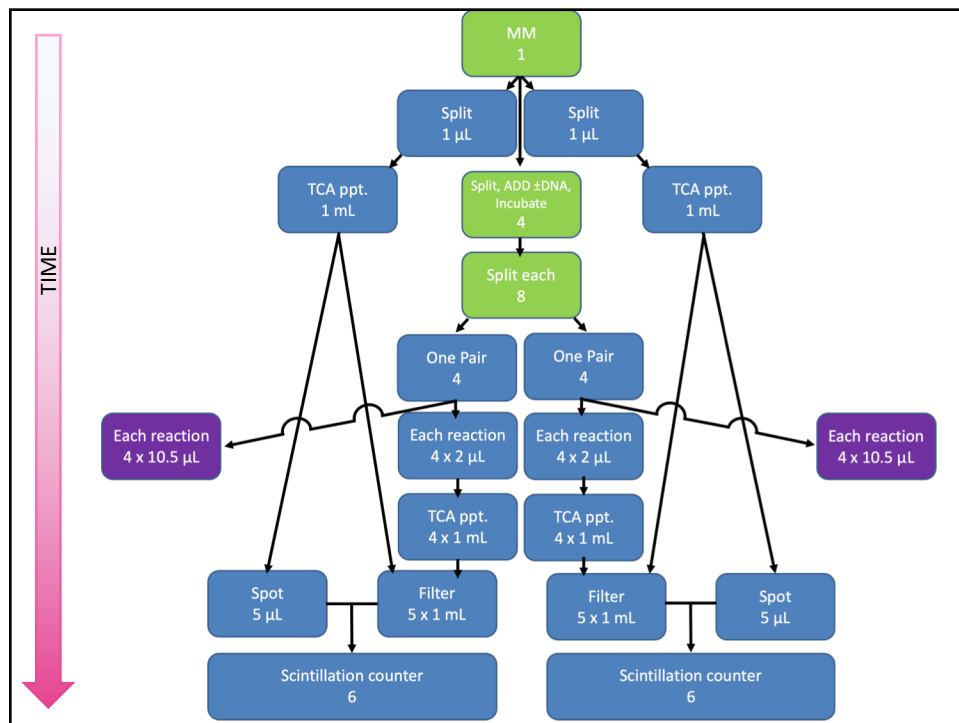 TIME
MM
1
Split
1 µL
Split
1 µL
TCA ppt.
1 mL
Split, ADD ±DNA,
Incubate
4
TCA ppt.
1 mL
Split each
8
One Pair
4
One Pair
4
Each reaction
4 x 10.5 µL
Each reaction
4 x 2 µL
Each reaction
4 x 2 µL
Each reaction
4 x 10.5 µL
TCA ppt.
4 x 1 mL
TCA ppt.
4 x 1 mL
Spot
5 µL
Filter
5 x 1 mL
Filter
5 x 1 mL
Spot
5 µL
Scintillation counter
6
Scintillation counter
6